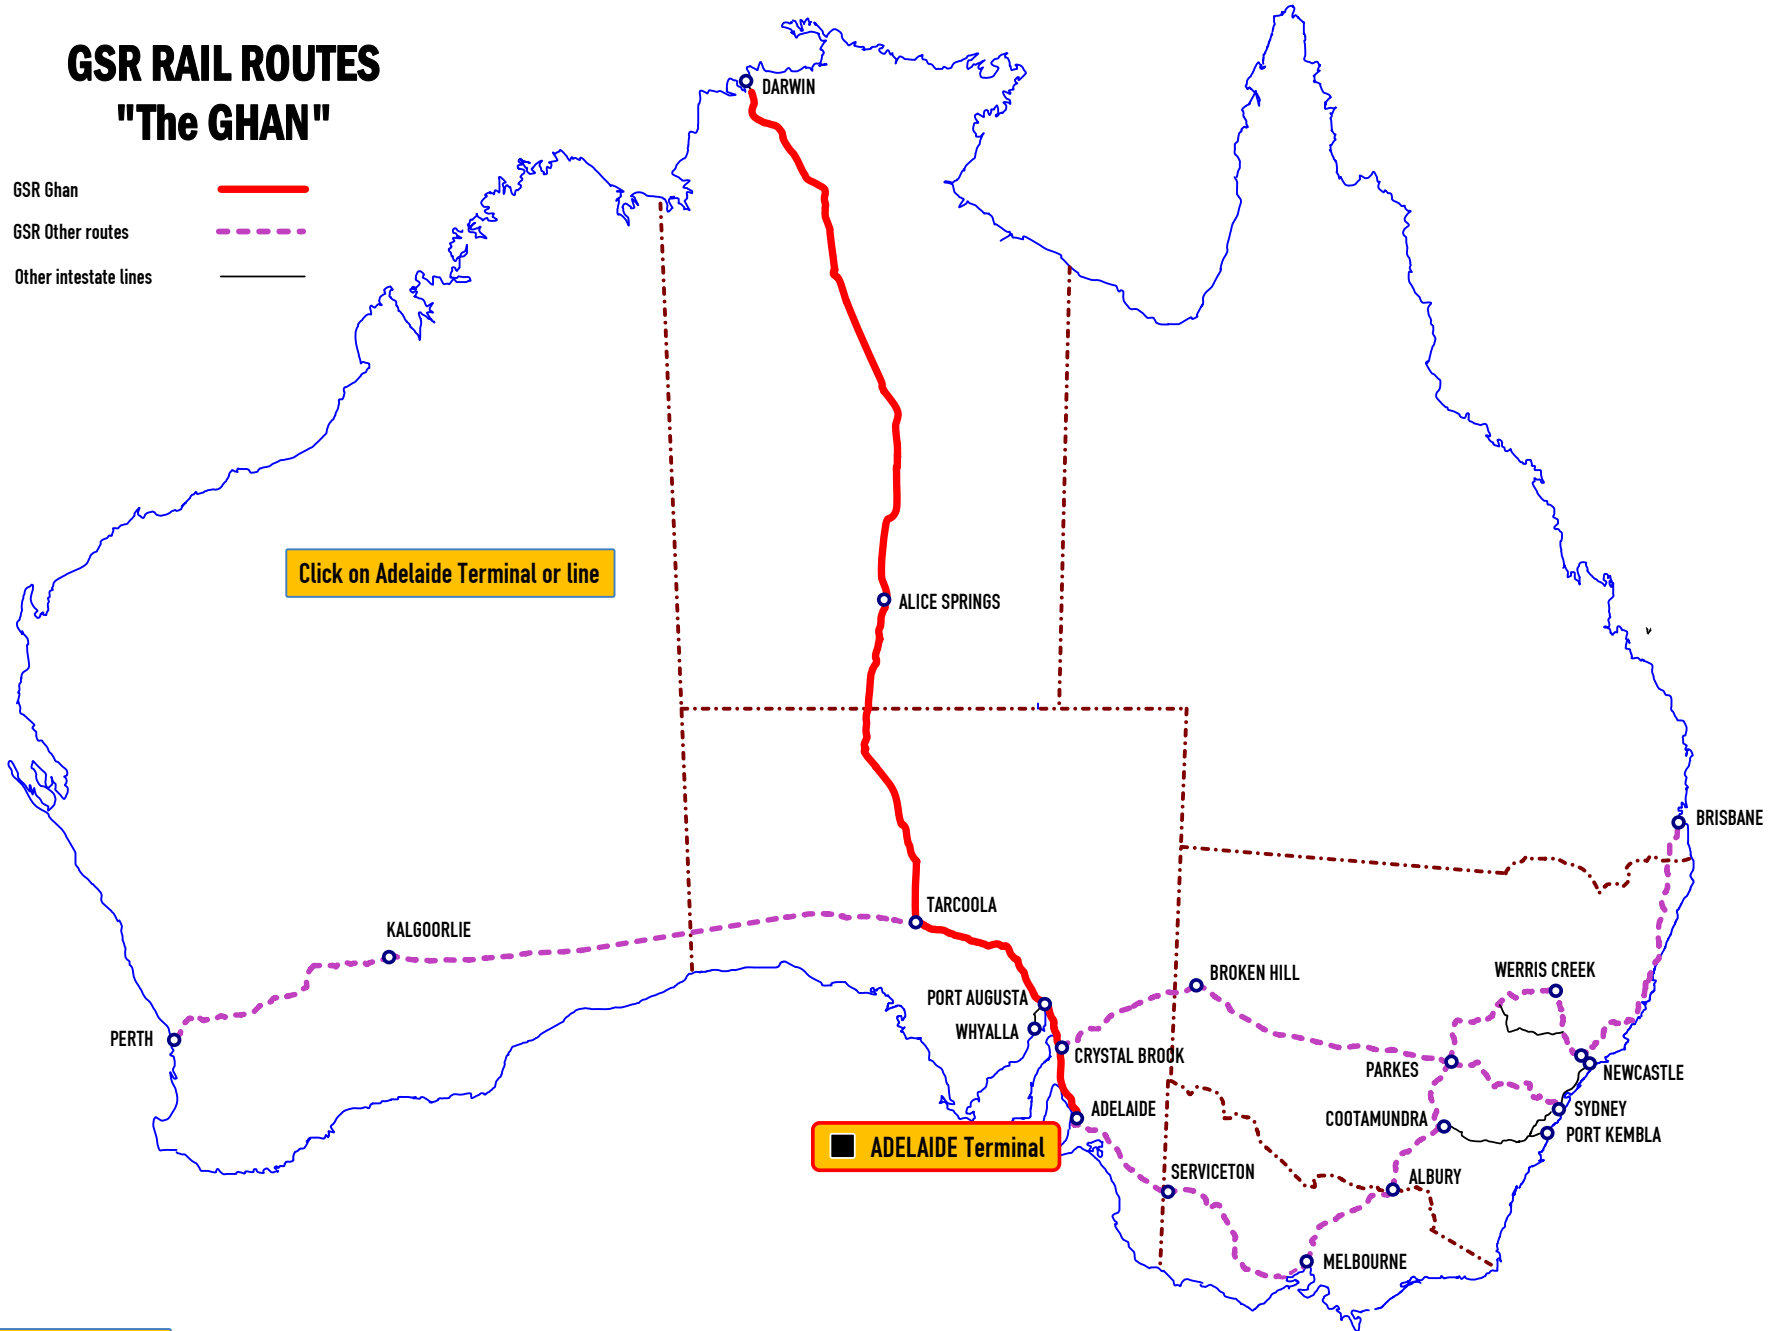 GSR RAIL ROUTES
"The GHAN"
GSR Ghan
GSR Other routes
Other intestate lines
DARWIN
Click on Adelaide Terminal or line
ALICE SPRINGS
BRISBANE
TARCOOLA
KALGOORLIE
BROKEN HILL
WERRIS CREEK
PORT AUGUSTA
WHYALLA
PERTH
CRYSTAL BROOK
PARKES
NEWCASTLE
ADELAIDE
COOTAMUNDRA
SYDNEY
PORT KEMBLA
ADELAIDE Terminal
SERVICETON
ALBURY
MELBOURNE